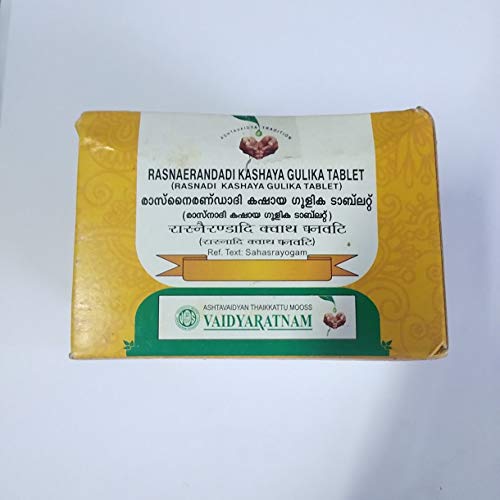 ASHTAVAIDYA TRADITION
RASNAERANDADI KASHAYA GULIKA TABLET
(RASNADI KASHAYA GULIKA TABLET)
രാസ്നൈരണ്ഡാദി കഷായ ഗുളിക ടാബ്ലറ്റ്
(രാസ്നാദി കഷായ ഗുളിക ടാബ്ലറ്റ്)
रास्नैरण्डादि क्वाथ घनवटि
(रास्नादि क्वाथ घनवटि)
Ref. Text: Sahasrayogam
ASHTAVAIDYAN THAIKKATTU MOOSS
VAIDYARATNAM